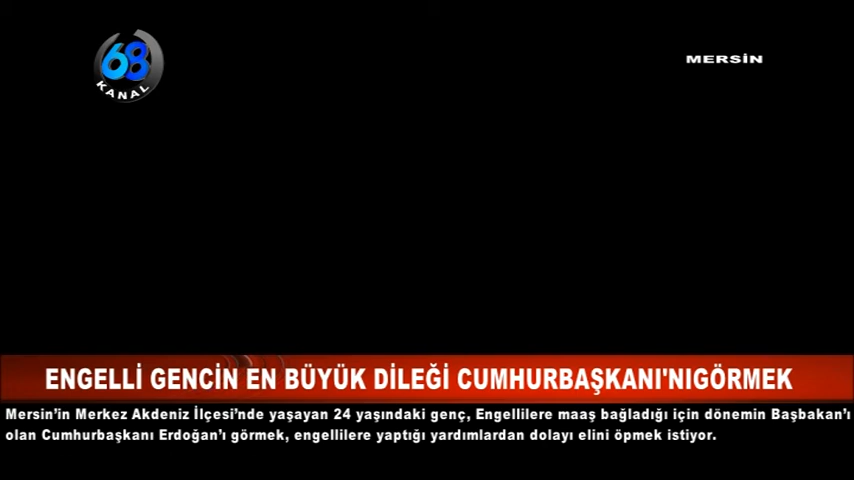 68
KANAL
MERSİN
ENGELLİ GENCİN EN BÜYÜK DİLEĞİ CUMHURBAŞKANI'NIGÖRMEK
Mersin'in Merkez Akdeniz İlçesi'nde yaşayan 24 yaşındaki genç, Engellilere maaş bağladığı için dönemin Başbakan'ı
olan Cumhurbaşkanı Erdoğan'ı görmek, engellilere yaptığı yardımlardan dolayı elini öpmek istiyor.